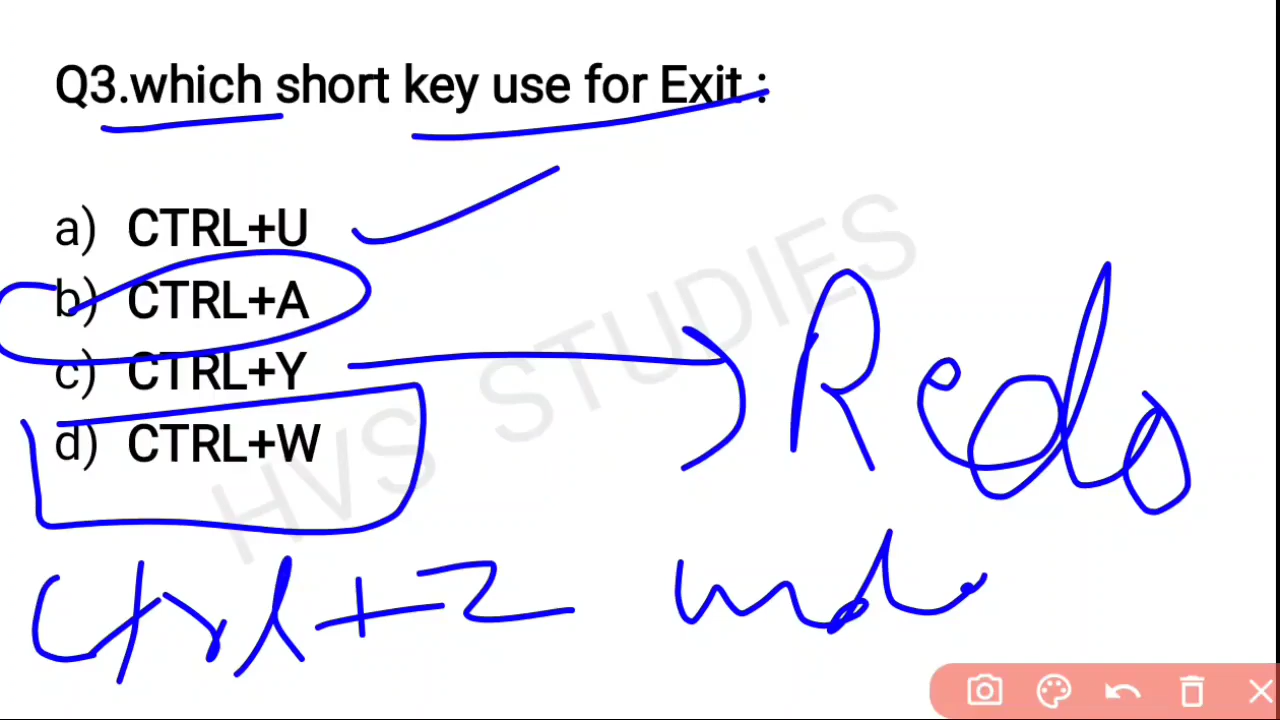 Q3.which short key use for Exit :
a) CTRL+U
b) CTRL+A
c) CTRL+Y Redo
d) CTRL+W
HVS STUDIES
Ctrl+Z undo